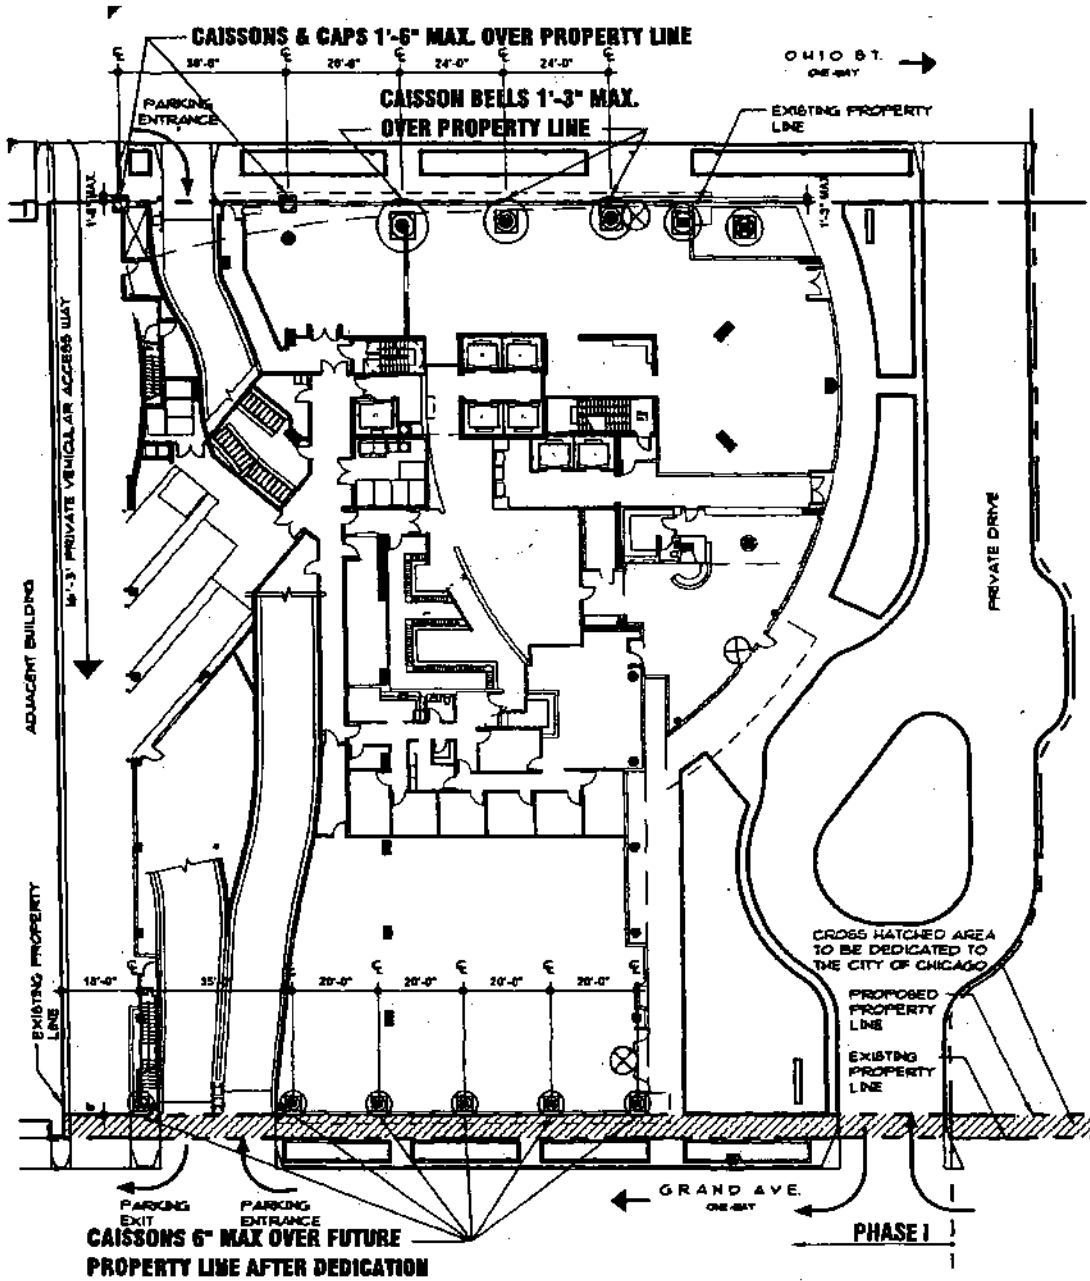 CAISSONS & CAPS 1'-6" MAX. OVER PROPERTY LINE
OHIO ST.
ONE-WAY
24'-0"
24'-0"
PARKING
ENTRANCE
CAISSON BELLS 1'-3" MAX.
OVER PROPERTY LINE
EXISTING PROPERTY
LINE
1'-3" MAX.
16'-3" PRIVATE VEHICULAR ACCESS WAY
ADJACENT BUILDING
PRIVATE DRIVE
EXISTING PROPERTY
LINE
CROSS HATCHED AREA
TO BE DEDICATED TO
THE CITY OF CHICAGO
18'-0"
20'-0"
20'-0"
20'-0"
20'-0"
PROPOSED
PROPERTY
LINE
EXISTING
PROPERTY
LINE
PARKING
EXIT
PARKING
ENTRANCE
GRAND AVE.
ONE-WAY
PHASE I
CAISSONS 6" MAX OVER FUTURE
PROPERTY LINE AFTER DEDICATION